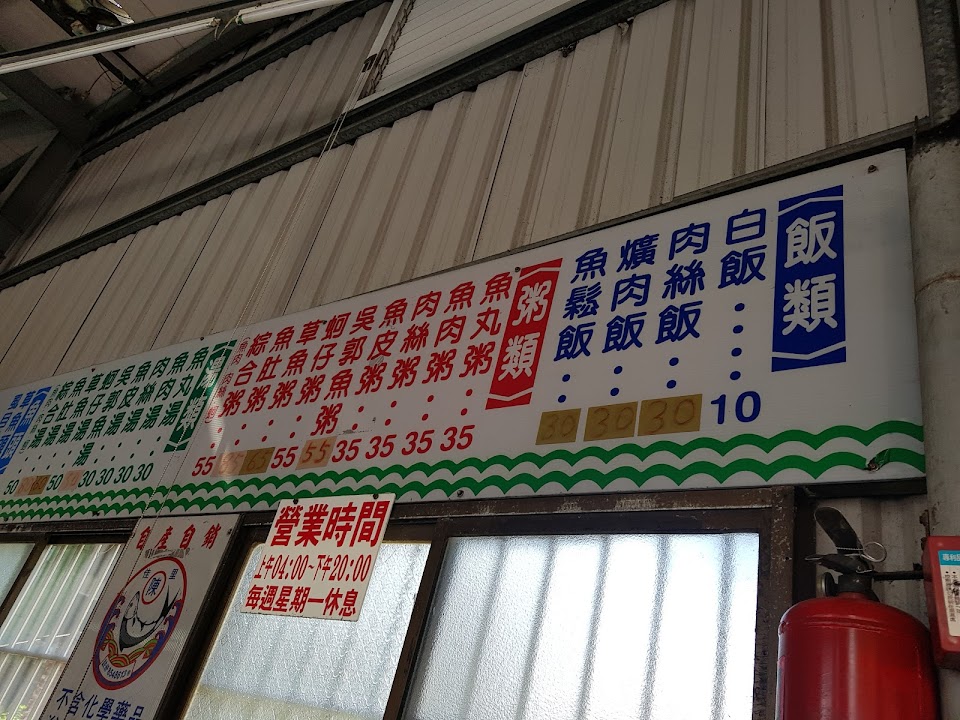 飯類
白飯：10
肉絲飯：30
爌肉飯：30
魚鬆飯：30
粥類
魚丸粥：35
魚肉粥：35
肉絲粥：35
魚皮粥：35
吳郭魚粥 55
蚵仔粥：55
草魚粥：65
魚肚粥
綜合粥：55
湯類
魚丸湯 30
魚肉湯 30
肉絲湯 30
魚皮湯 30
吳郭魚湯
蚵仔湯 50
草魚湯
魚肚湯
綜合湯 50
營業時間
上午04:00~下午20:00
每週星期一休息
自產自銷
佳里
陳
不含化學藥品